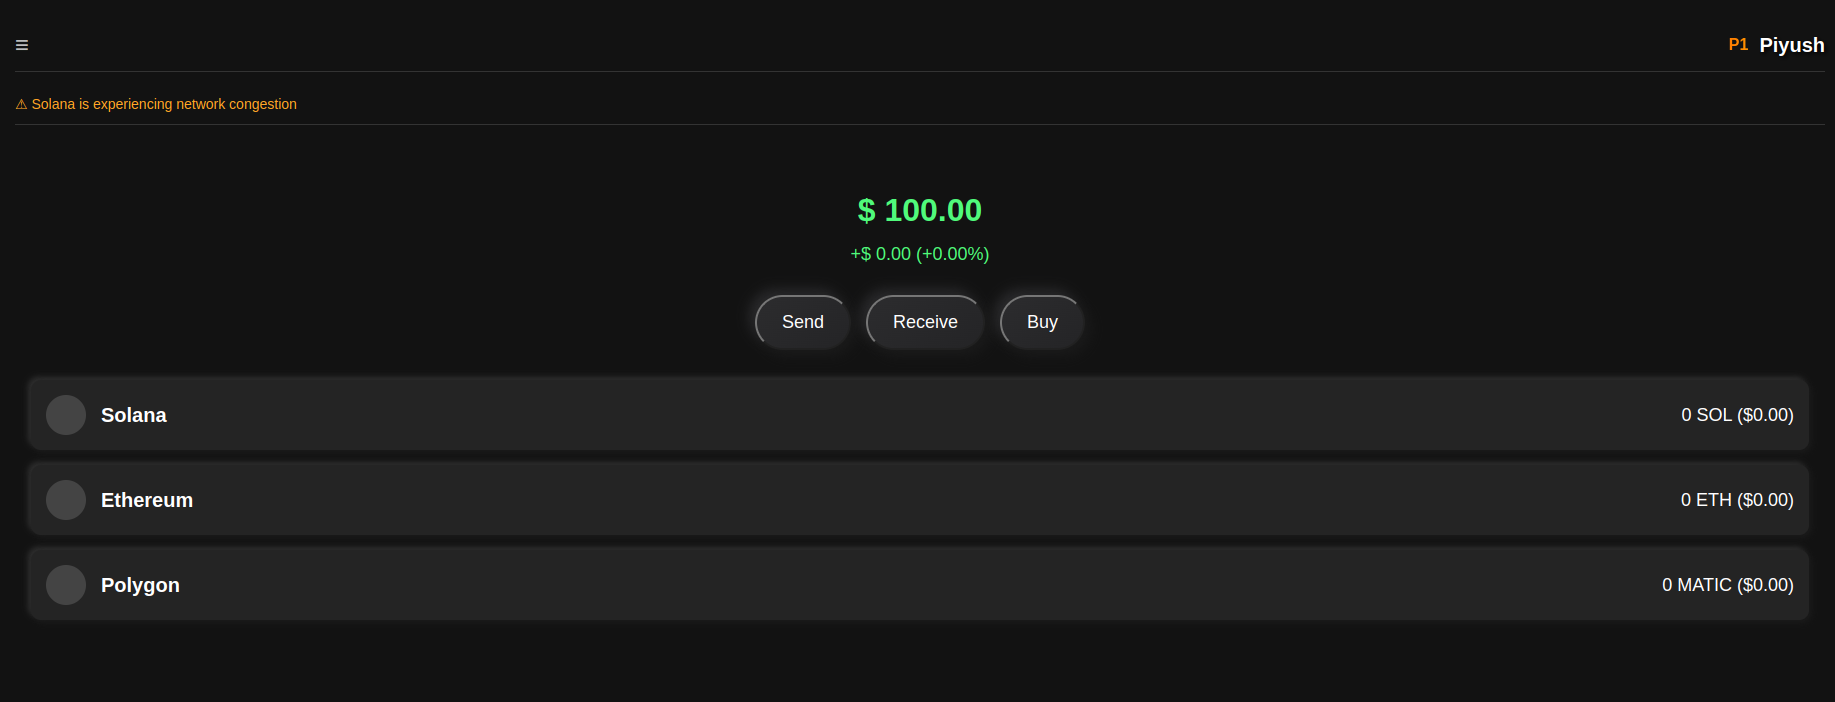 ≡ P1 Piyush
⚠ Solana is experiencing network congestion
$ 100.00
+$ 0.00 (+0.00%)
Send Receive Buy
Solana 0 SOL ($0.00)
Ethereum 0 ETH ($0.00)
Polygon 0 MATIC ($0.00)